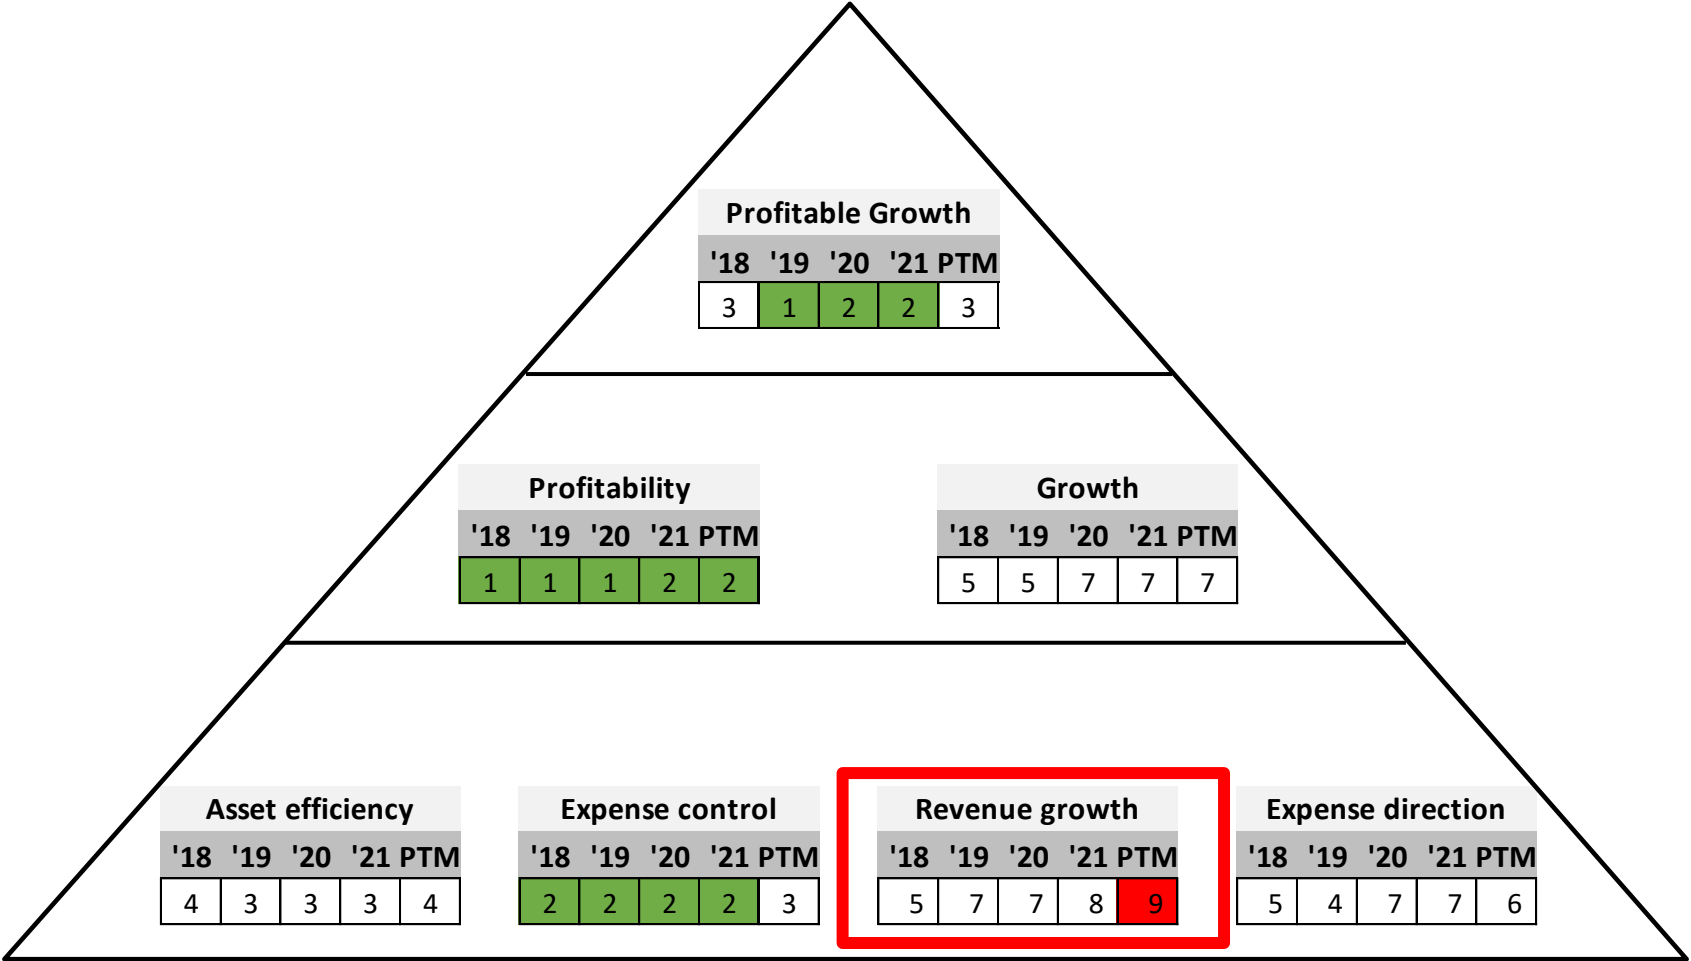 Profitable Growth
'18 '19 '20 '21 PTM
3 1 2 2 3
Profitability
'18 '19 '20 '21 PTM
1 1 1 2 2
Growth
'18 '19 '20 '21 PTM
5 5 7 7 7
Asset efficiency
'18 '19 '20 '21 PTM
4 3 3 3 4
Expense control
'18 '19 '20 '21 PTM
2 2 2 2 3
Revenue growth
'18 '19 '20 '21 PTM
5 7 7 8 9
Expense direction
'18 '19 '20 '21 PTM
5 4 7 7 6